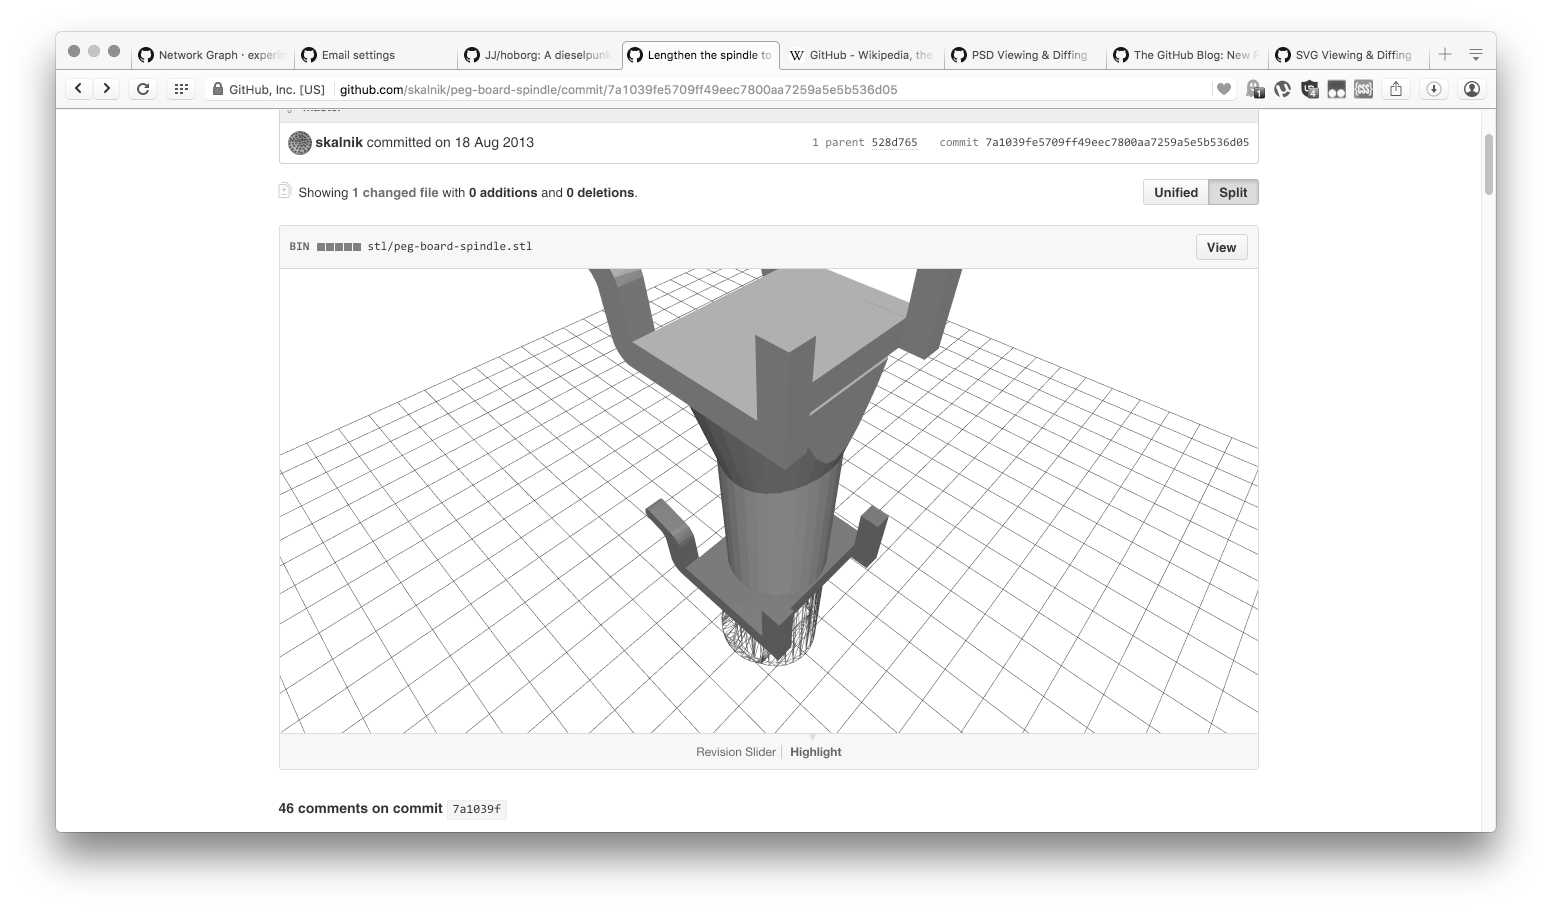 Network Graph · experi
Email settings
JJ/hoborg: A dieselpunk
Lengthen the spindle to
GitHub - Wikipedia, the
PSD Viewing & Diffing
The GitHub Blog: New F
SVG Viewing & Diffing
GitHub, Inc. [US] github.com/skalnik/peg-board-spindle/commit/7a1039fe5709ff49eec7800aa7259a5e5b536d05
skalnik committed on 18 Aug 2013 1 parent 528d765 commit 7a1039fe5709ff49eec7800aa7259a5e5b536d05
Showing 1 changed file with 0 additions and 0 deletions. Unified Split
BIN stl/peg-board-spindle.stl View
Revision Slider Highlight
46 comments on commit 7a1039f